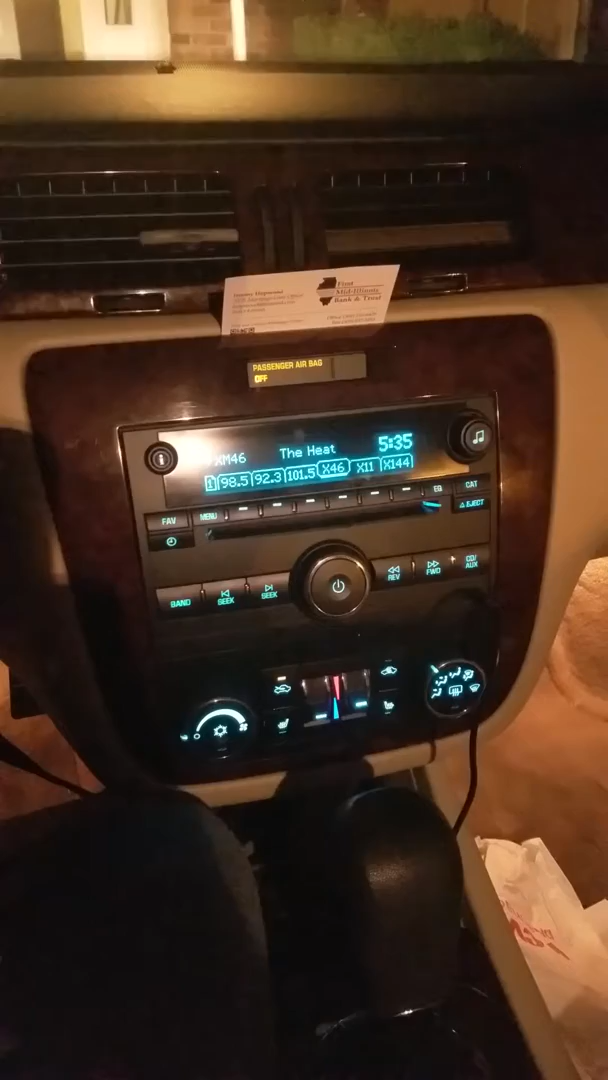 First
Mid-Illinois
Bank & Trust
PASSENGER AIR BAG
OFF
XM46 The Heat 5:35
1 98.5 92.3 101.5 X46 X11 X144
FAV MENU EQ CAT
EJECT
BAND SEEK SEEK REV FWD CD/
AUX